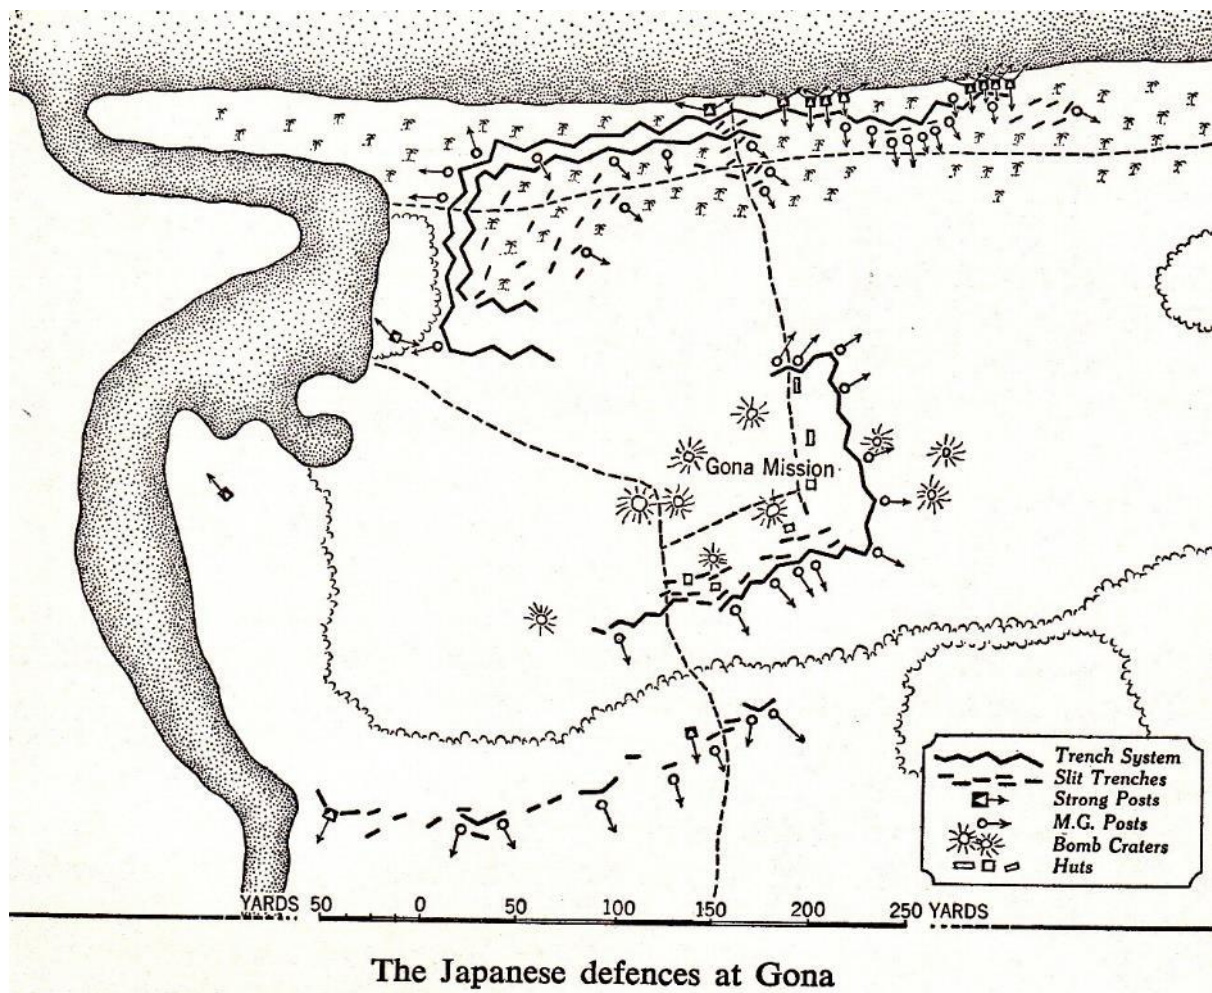 Gona Mission
Trench System
Slit Trenches
Strong Posts
M.G. Posts
Bomb Craters
Huts
YARDS 50 0 50 100 150 200 250 YARDS
The Japanese defences at Gona